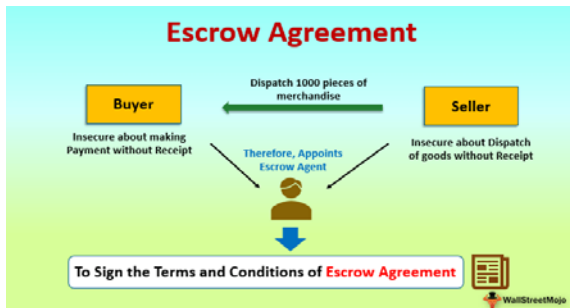 Escrow Agreement
Dispatch 1000 pieces of
merchandise
Buyer
Seller
Insecure about making
Payment without Receipt
Insecure about Dispatch
of goods without Receipt
Therefore, Appoints
Escrow Agent
To Sign the Terms and Conditions of Escrow Agreement
WallStreetMojo